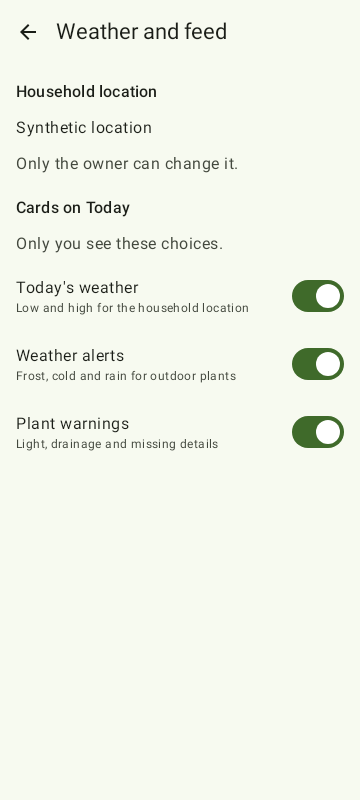 Weather and feed
Household location
Synthetic location
Only the owner can change it.
Cards on Today
Only you see these choices.
Today's weather
Low and high for the household location
Weather alerts
Frost, cold and rain for outdoor plants
Plant warnings
Light, drainage and missing details